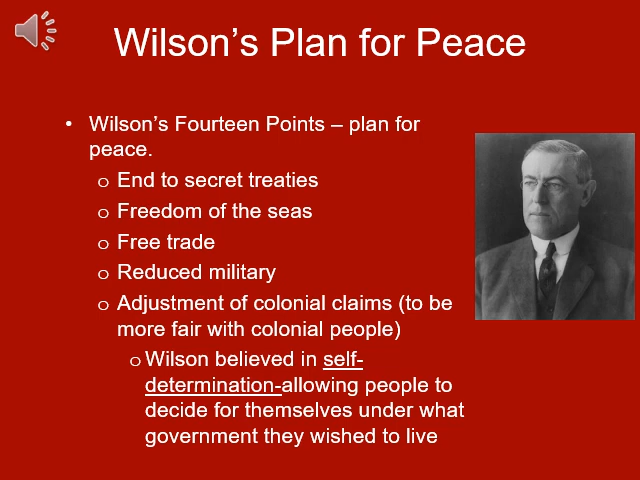 Wilson’s Plan for Peace
• Wilson’s Fourteen Points – plan for
peace.
o End to secret treaties
o Freedom of the seas
o Free trade
o Reduced military
o Adjustment of colonial claims (to be
more fair with colonial people)
o Wilson believed in self-
determination-allowing people to
decide for themselves under what
government they wished to live